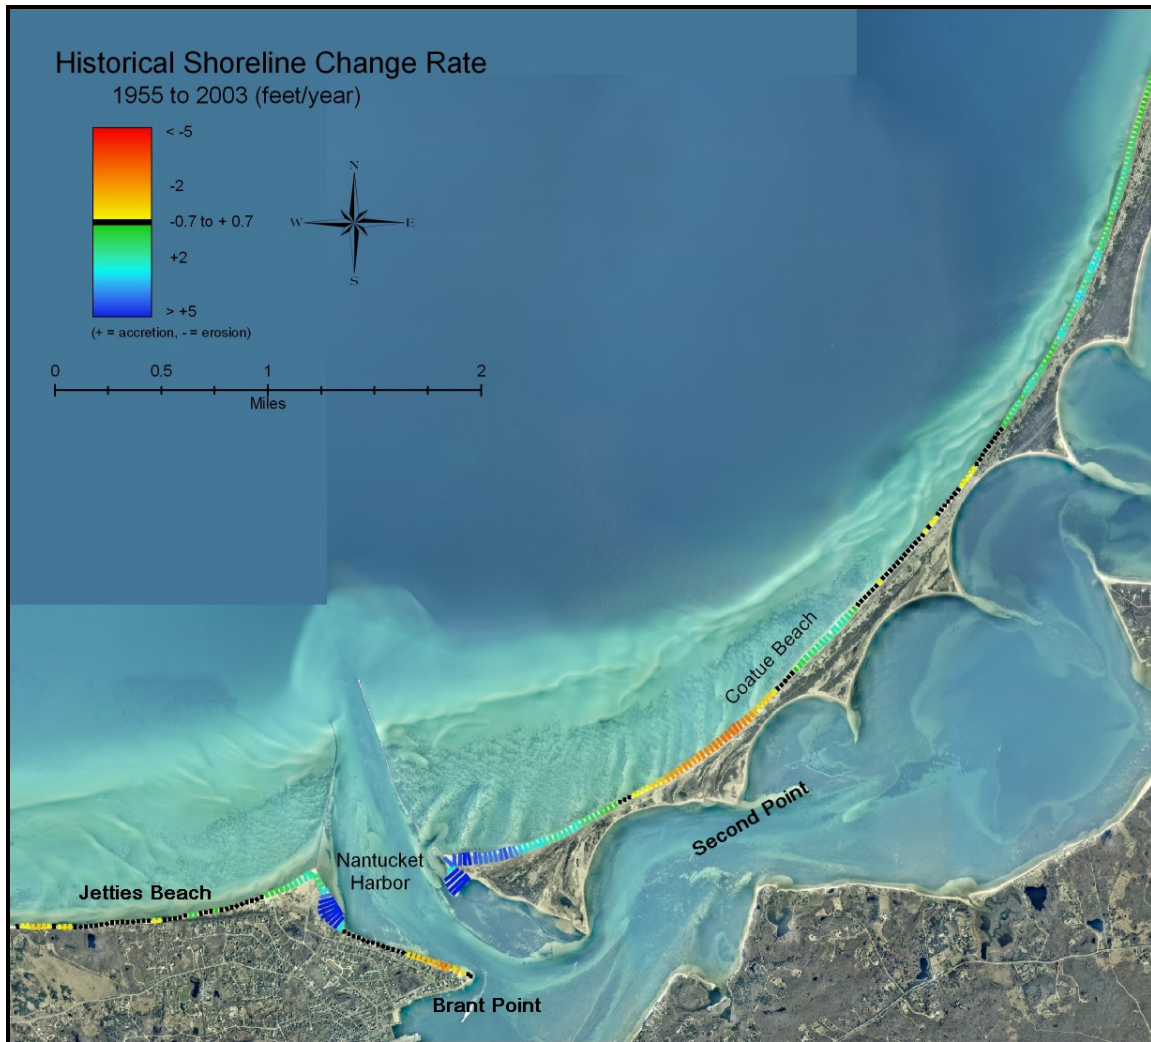 Historical Shoreline Change Rate
1955 to 2003 (feet/year)
< -5
-2
-0.7 to + 0.7
+2
> +5
(+ = accretion, - = erosion)
N
W
E
S
0
0.5
1
2
Miles
Coatue Beach
Second Point
Nantucket
Harbor
Jetties Beach
Brant Point